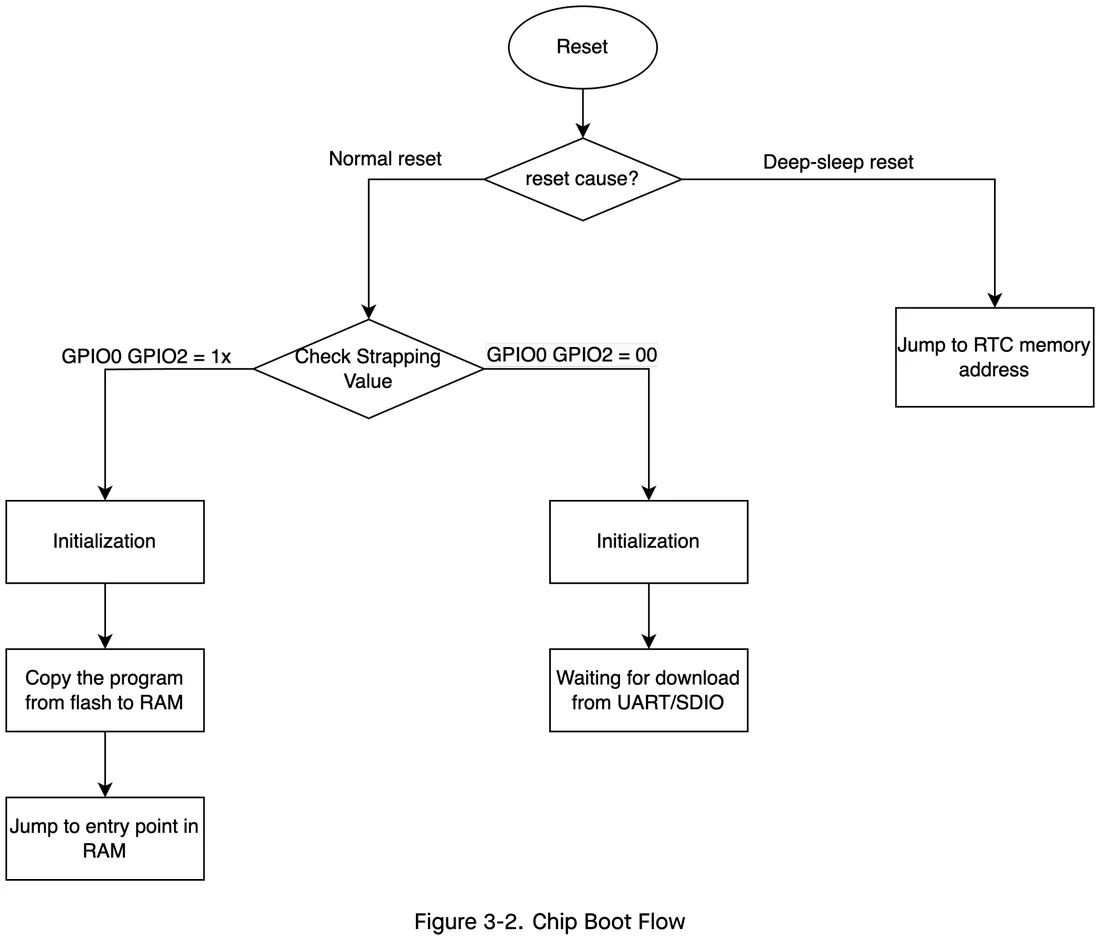 Reset
reset cause?
Normal reset
Deep-sleep reset
Check Strapping
Value
GPIO0 GPIO2 = 1x
GPIO0 GPIO2 = 00
Jump to RTC memory
address
Initialization
Initialization
Copy the program
from flash to RAM
Waiting for download
from UART/SDIO
Jump to entry point in
RAM
Figure 3-2. Chip Boot Flow